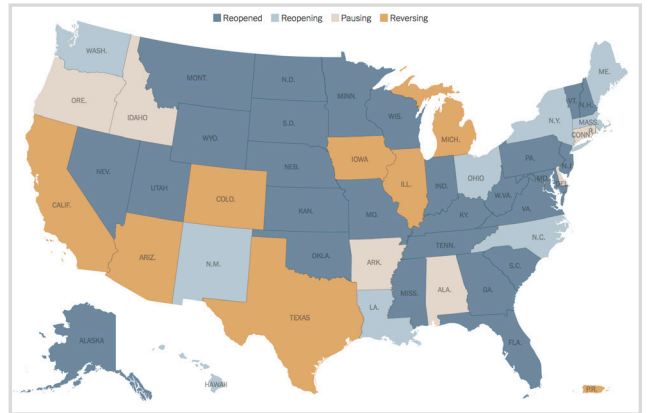 Reopened Reopening Pausing Reversing
WASH.
ME.
MONT.
N.D.
MINN.
VT.
N.H.
ORE.
IDAHO
WIS.
N.Y.
MASS.
S.D.
MICH.
CONN.
R.I.
WYO.
IOWA
PA.
N.J.
NEB.
OHIO
NEV.
ILL.
IND.
MD.
DEL.
UTAH
COLO.
W.VA.
VA.
CALIF.
KAN.
MO.
KY.
N.C.
TENN.
ARIZ.
N.M.
OKLA.
ARK.
S.C.
MISS.
ALA.
GA.
TEXAS
LA.
ALASKA
FLA.
HAWAII
P.R.